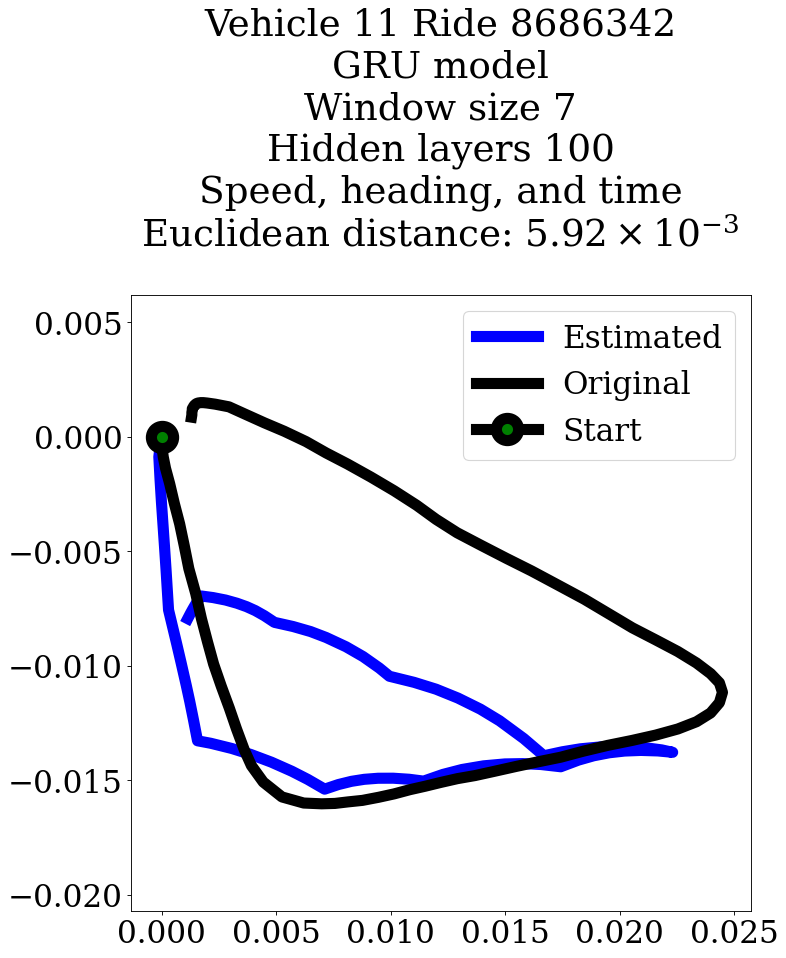 Vehicle 11 Ride 8686342
GRU model
Window size 7
Hidden layers 100
Speed, heading, and time
Euclidean distance: 5.92 × 10⁻³
Estimated
Original
Start
0.005
0.000
−0.005
−0.010
−0.015
−0.020
0.000 0.005 0.010 0.015 0.020 0.025